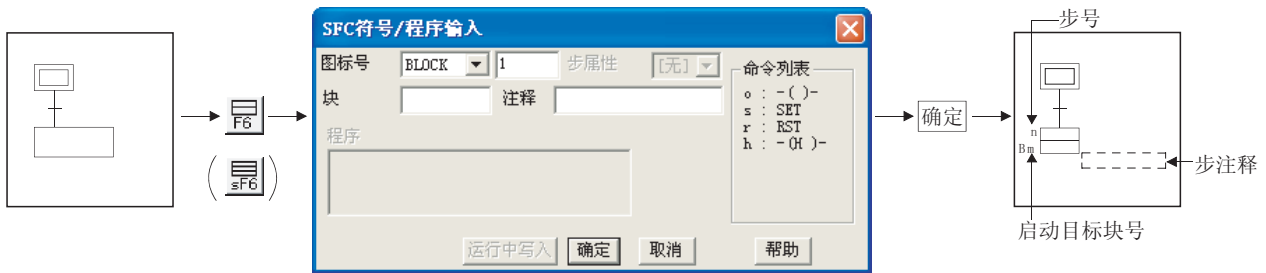 F6
sF6
SFC符号/程序输入
图标号 BLOCK 1 步属性 [无]
块 注释
程序
命令列表
o : -( )-
s : SET
r : RST
h : -(H )-
运行中写入 确定 取消 帮助
确定
步号
n
Bm
步注释
启动目标块号